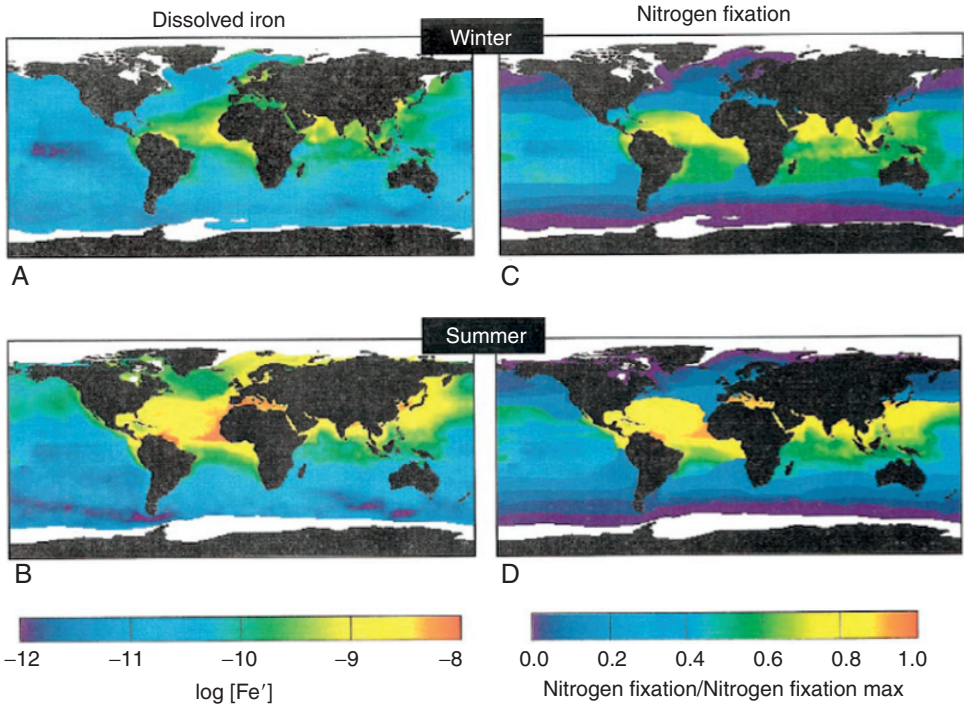 Dissolved iron
Nitrogen fixation
Winter
A
C
Summer
B
D
−12 −11 −10 −9 −8
log [Fe′]
0.0 0.2 0.4 0.6 0.8 1.0
Nitrogen fixation/Nitrogen fixation max